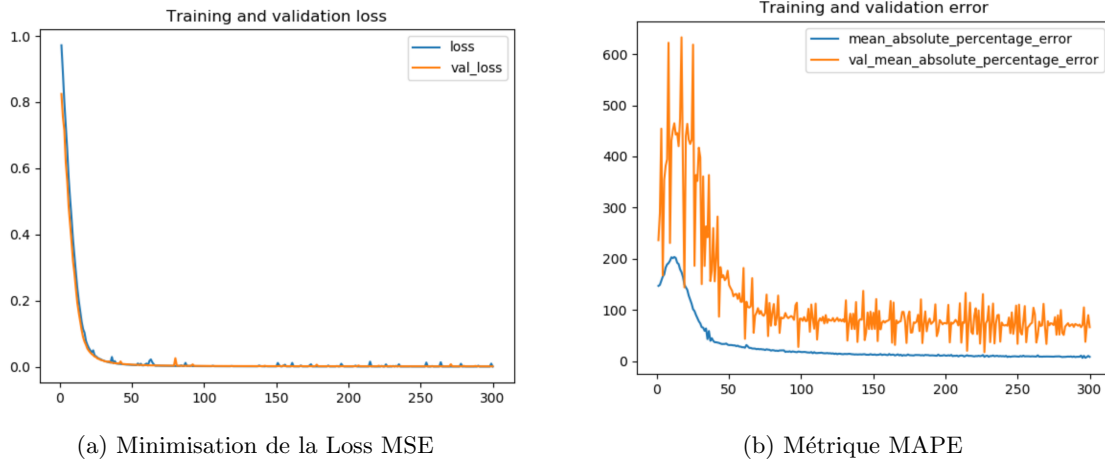 Training and validation loss
1.0
0.8
0.6
0.4
0.2
0.0
loss
val_loss
0 50 100 150 200 250 300
(a) Minimisation de la Loss MSE
Training and validation error
600
500
400
300
200
100
0
mean_absolute_percentage_error
val_mean_absolute_percentage_error
0 50 100 150 200 250 300
(b) Métrique MAPE